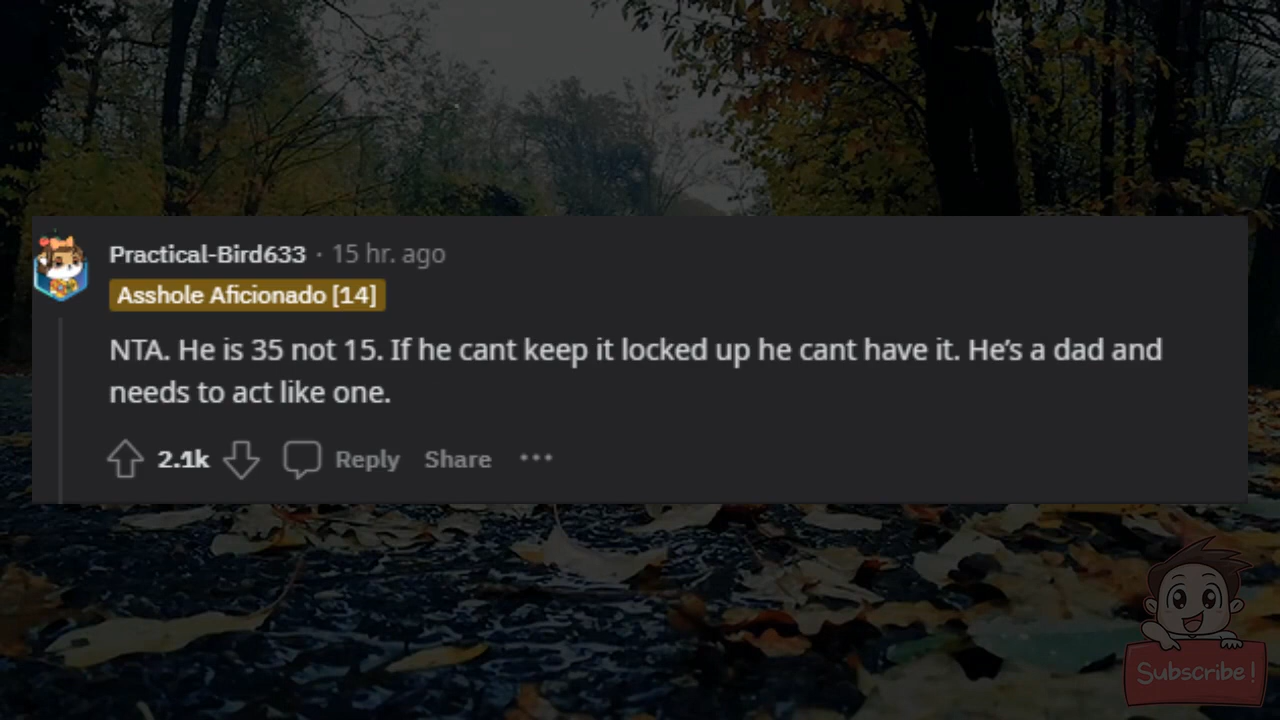 Practical-Bird633 · 15 hr. ago
Asshole Aficionado [14]
NTA. He is 35 not 15. If he cant keep it locked up he cant have it. He’s a dad and
needs to act like one.
2.1k Reply Share ···
Subscribe!